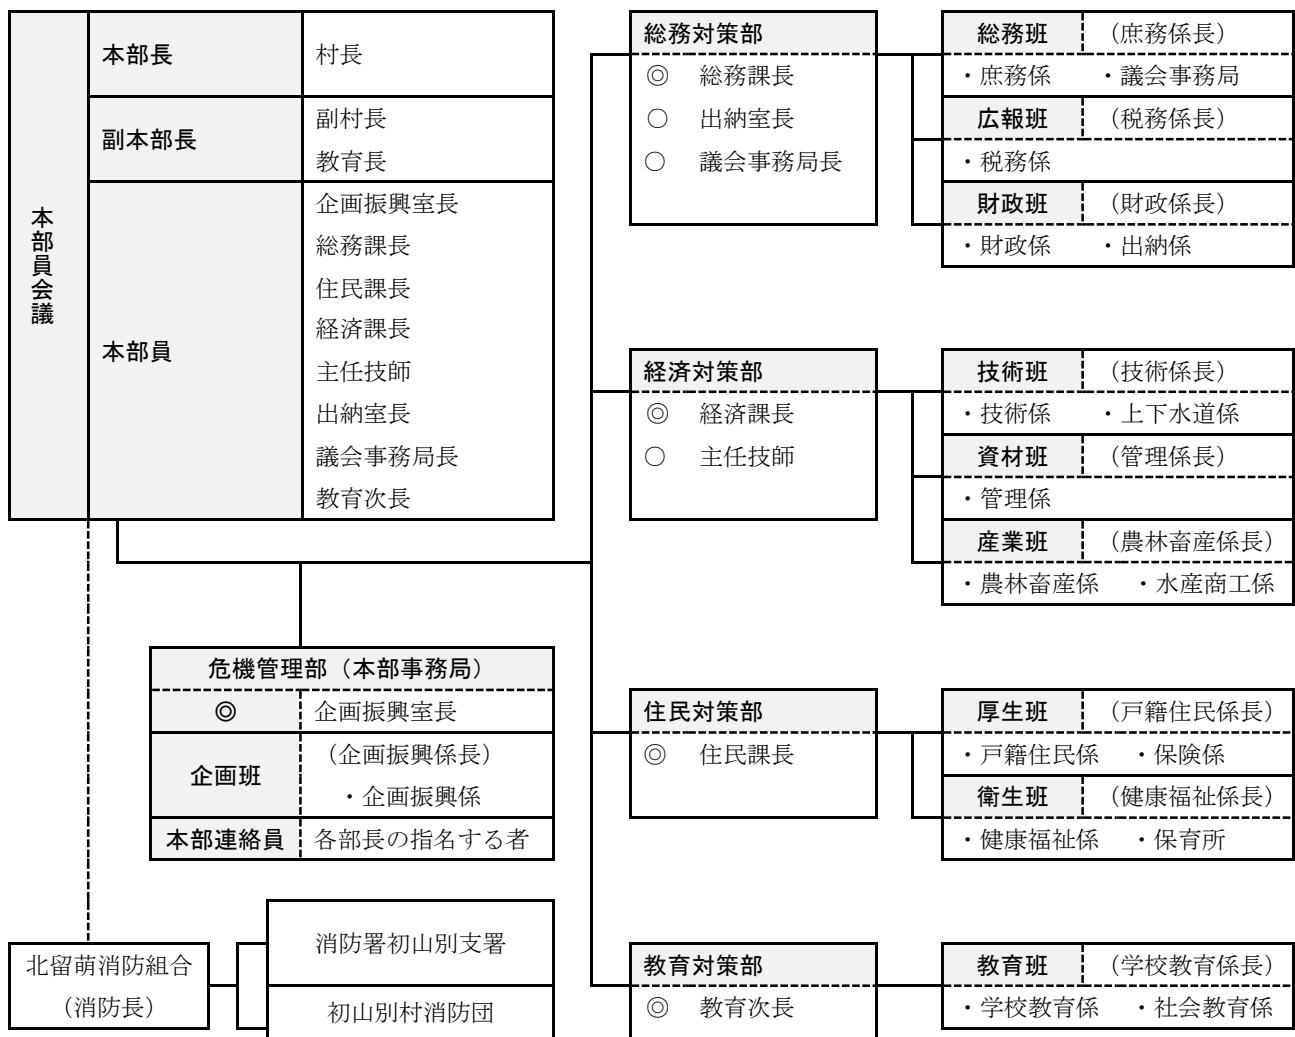 本部員会議
本部長 村長
副本部長 副村長
教育長
本部員 企画振興室長
総務課長
住民課長
経済課長
主任技師
出納室長
議会事務局長
教育次長
危機管理部（本部事務局）
◎ 企画振興室長
企画班 （企画振興係長）
・企画振興係
本部連絡員 各部長の指名する者
北留萌消防組合
（消防長）
消防署初山別支署
初山別村消防団
総務対策部
◎ 総務課長
○ 出納室長
○ 議会事務局長
総務班 （庶務係長）
・庶務係 ・議会事務局
広報班 （税務係長）
・税務係
財政班 （財政係長）
・財政係 ・出納係
経済対策部
◎ 経済課長
○ 主任技師
技術班 （技術係長）
・技術係 ・上下水道係
資材班 （管理係長）
・管理係
産業班 （農林畜産係長）
・農林畜産係 ・水産商工係
住民対策部
◎ 住民課長
厚生班 （戸籍住民係長）
・戸籍住民係 ・保険係
衛生班 （健康福祉係長）
・健康福祉係 ・保育所
教育対策部
◎ 教育次長
教育班 （学校教育係長）
・学校教育係 ・社会教育係